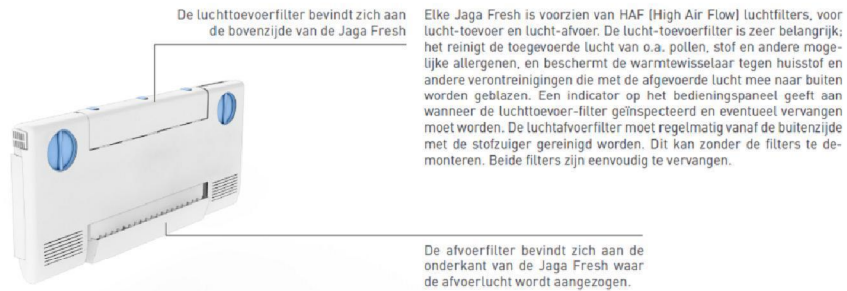 De luchttoevoerfilter bevindt zich aan
de bovenzijde van de Jaga Fresh
Elke Jaga Fresh is voorzien van HAF (High Air Flow) luchtfilters, voor
lucht-toevoer en lucht-afvoer. De lucht-toevoerfilter is zeer belangrijk;
het reinigt de toegevoerde lucht van o.a. pollen, stof en andere moge-
lijke allergenen, en beschermt de warmtewisselaar tegen huisstof en
andere verontreinigingen die met de afgevoerde lucht mee naar buiten
worden geblazen. Een indicator op het bedieningspaneel geeft aan
wanneer de luchttoevoer-filter geïnspecteerd en eventueel vervangen
moet worden. De luchtafvoerfilter moet regelmatig vanaf de buitenzijde
met de stofzuiger gereinigd worden. Dit kan zonder de filters te de-
monteren. Beide filters zijn eenvoudig te vervangen.
De afvoerfilter bevindt zich aan de
onderkant van de Jaga Fresh waar
de afvoerlucht wordt aangezogen.